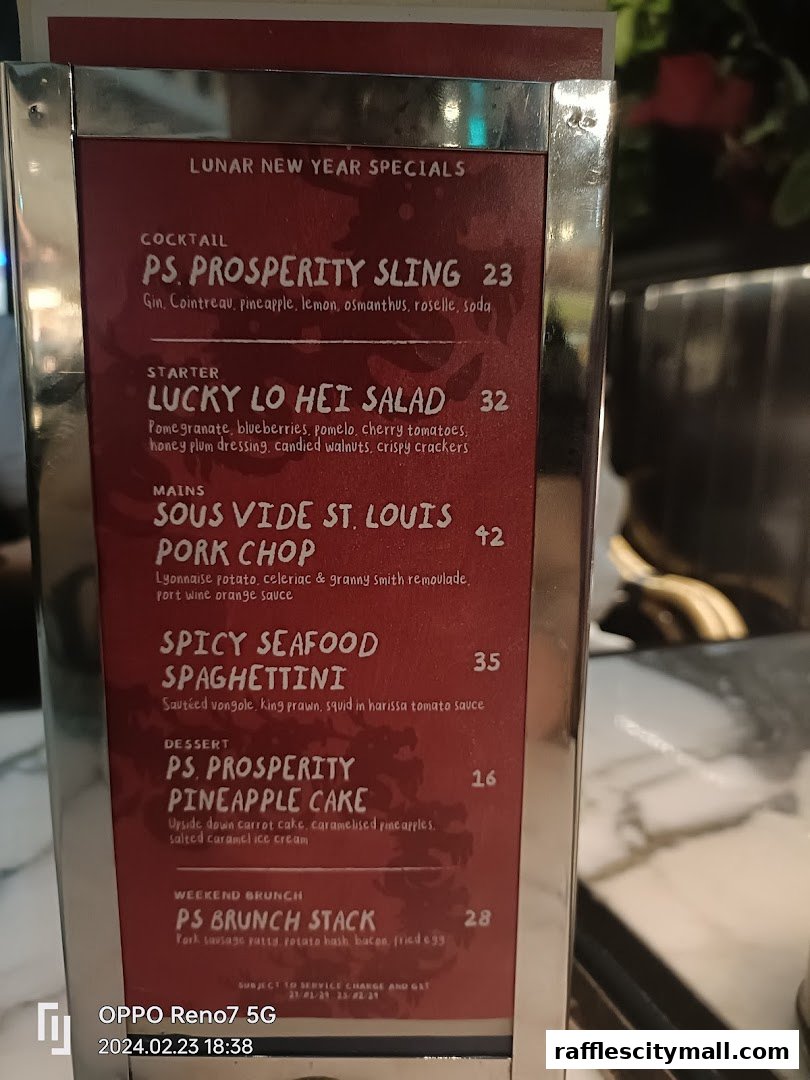 LUNAR NEW YEAR SPECIALS
COCKTAIL
PS. PROSPERITY SLING 23
Gin, Cointreau, pineapple, lemon, osmanthus, roselle, soda
STARTER
LUCKY LO HEI SALAD 32
Pomegranate, blueberries, pomelo, cherry tomatoes,
honey plum dressing, candied walnuts, crispy crackers
MAINS
SOUS VIDE ST. LOUIS
PORK CHOP 42
Lyonnaise potato, celeriac & granny smith remoulade,
port wine orange sauce
SPICY SEAFOOD
SPAGHETTINI 35
Sautéed vongole, king prawn, squid in harissa tomato sauce
DESSERT
PS. PROSPERITY
PINEAPPLE CAKE 16
Upside down carrot cake, caramelised pineapples,
salted caramel ice cream
WEEKEND BRUNCH
PS BRUNCH STACK 28
Pork sausage patty, potato hash, bacon, fried egg
SUBJECT TO SERVICE CHARGE AND GST
OPPO Reno7 5G
2024.02.23 18:38
rafflescitymall.com